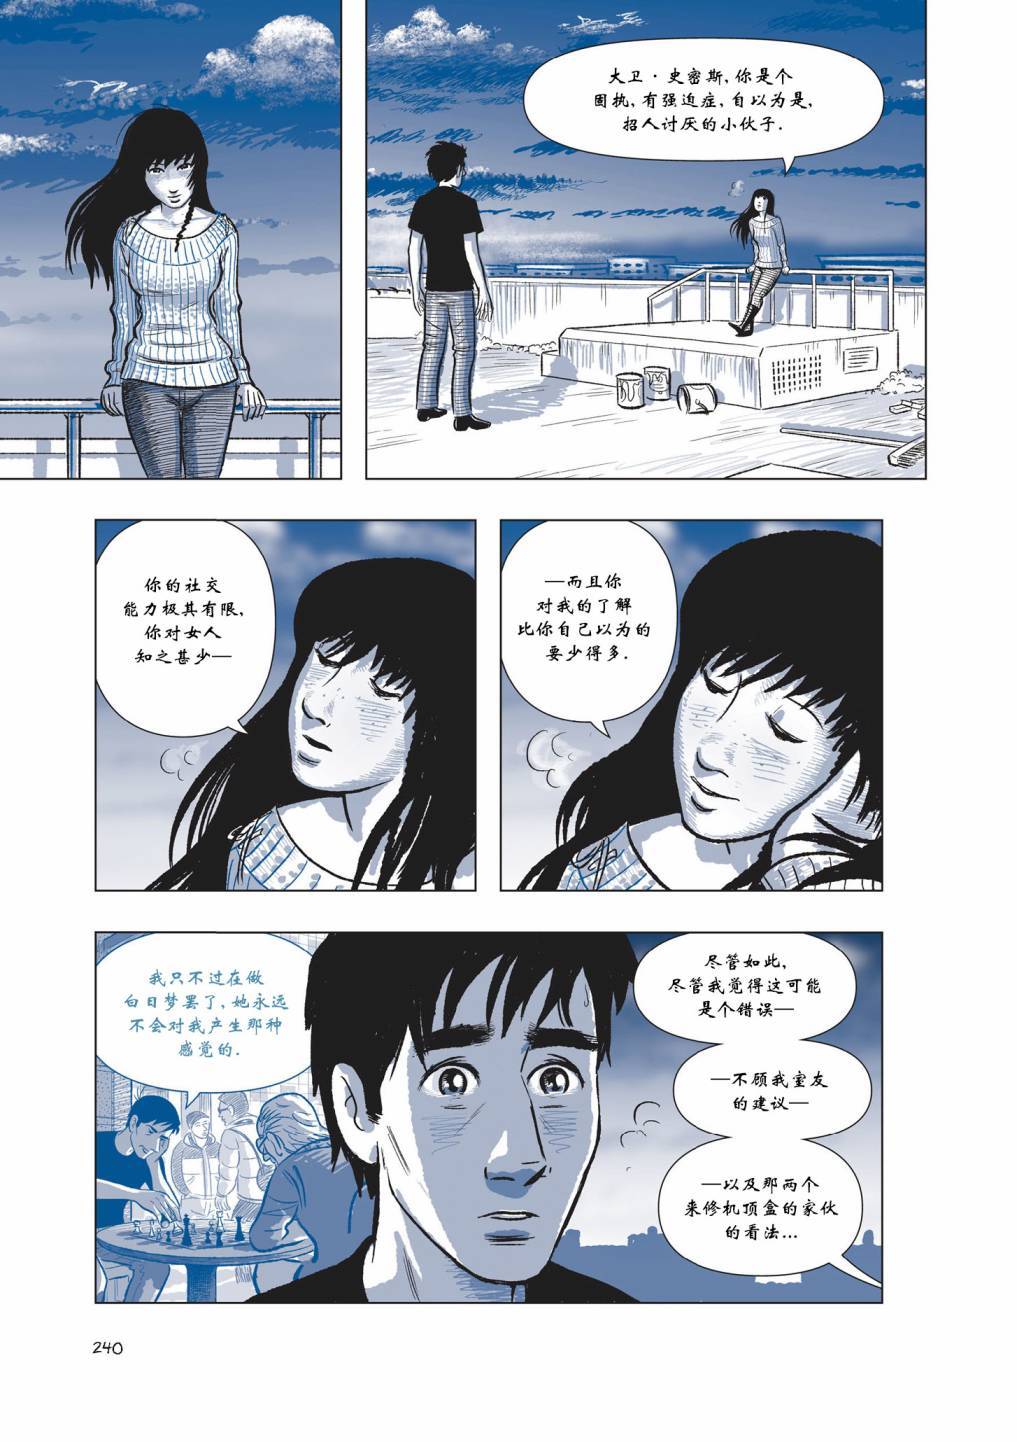 大卫·史密斯,你是个
固执,有强迫症,自以为是,
招人讨厌的小伙子.
你的社交
能力极其有限,
你对女人
知之甚少—
—而且你
对我的了解
比你自己以为的
要少得多.
我只不过在做
白日梦罢了,她永远
不会对我产生那种
感觉的.
尽管如此,
尽管我觉得这可能
是个错误—
—不顾我室友
的建议—
—以及那两个
来修机顶盒的家伙
的看法...
240